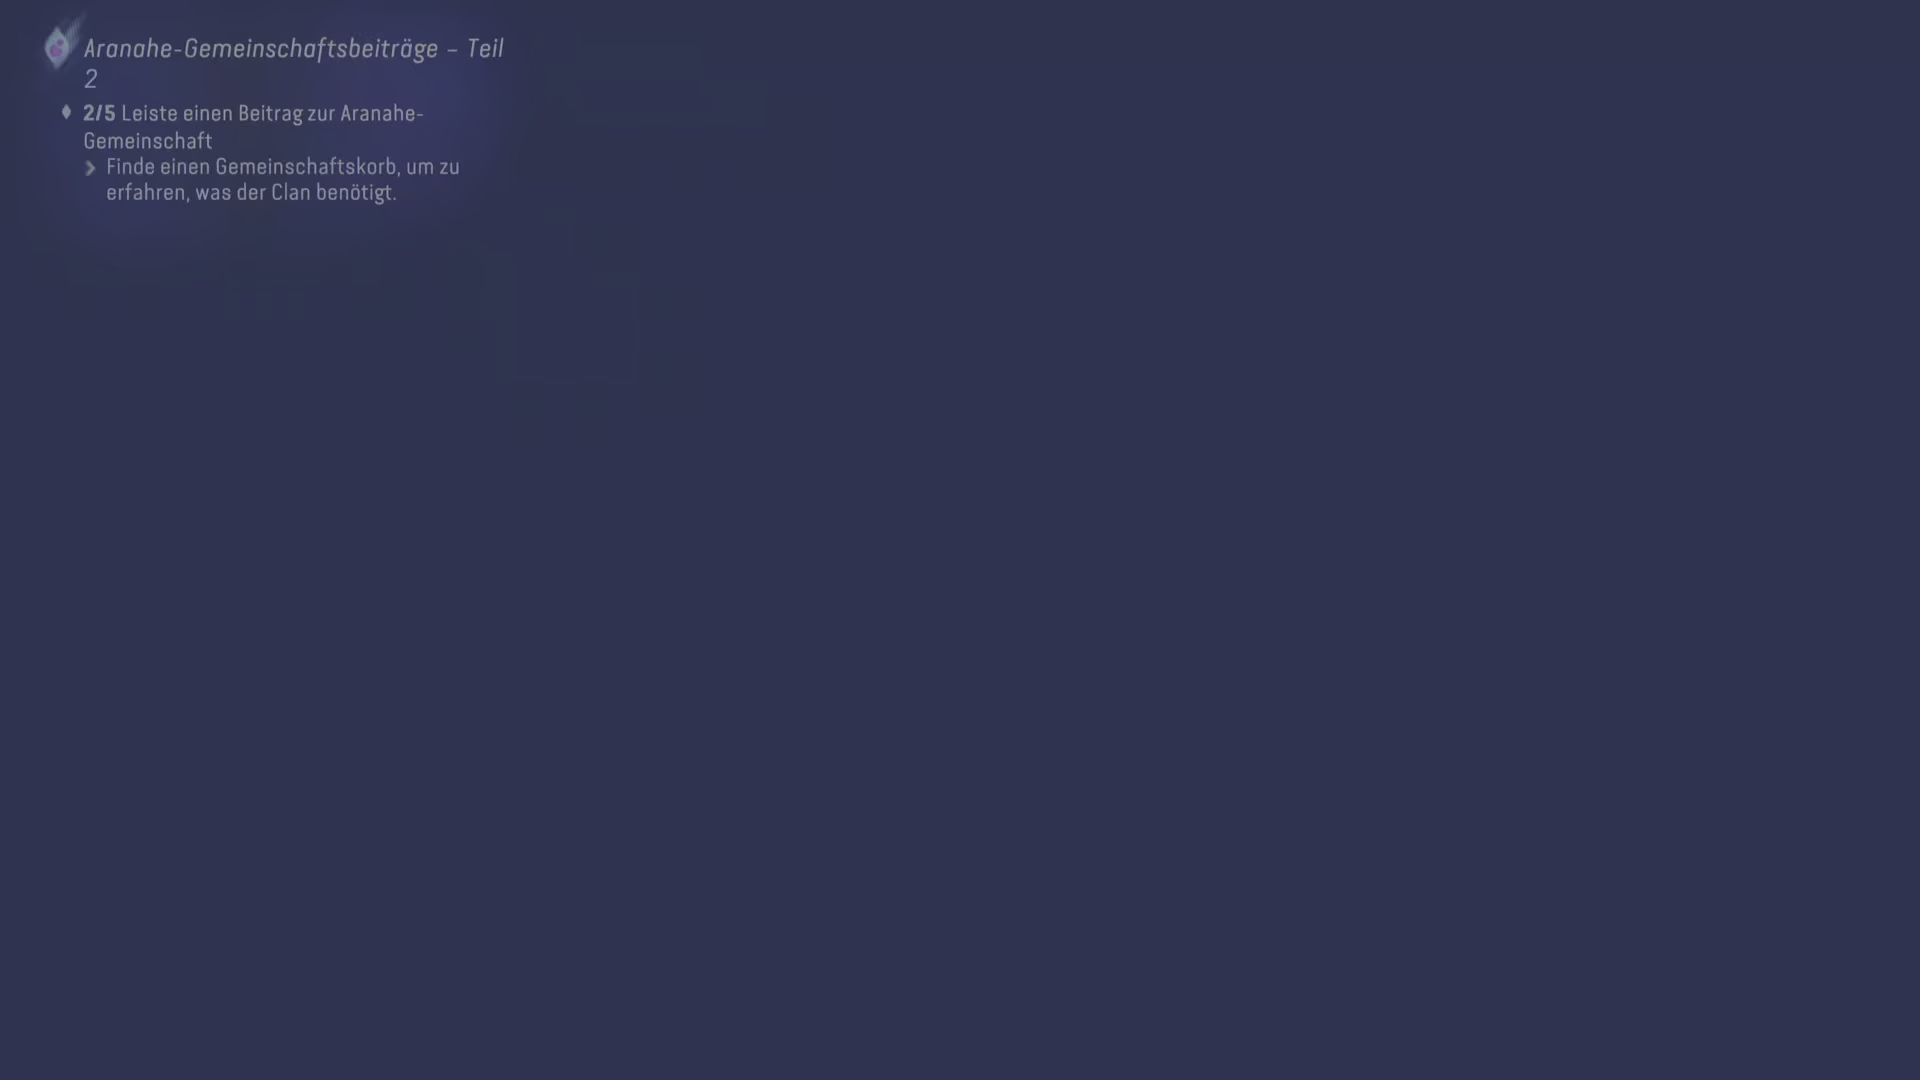 Aranahe-Gemeinschaftsbeiträge – Teil
2
2/5 Leiste einen Beitrag zur Aranahe-
Gemeinschaft
Finde einen Gemeinschaftskorb, um zu
erfahren, was der Clan benötigt.